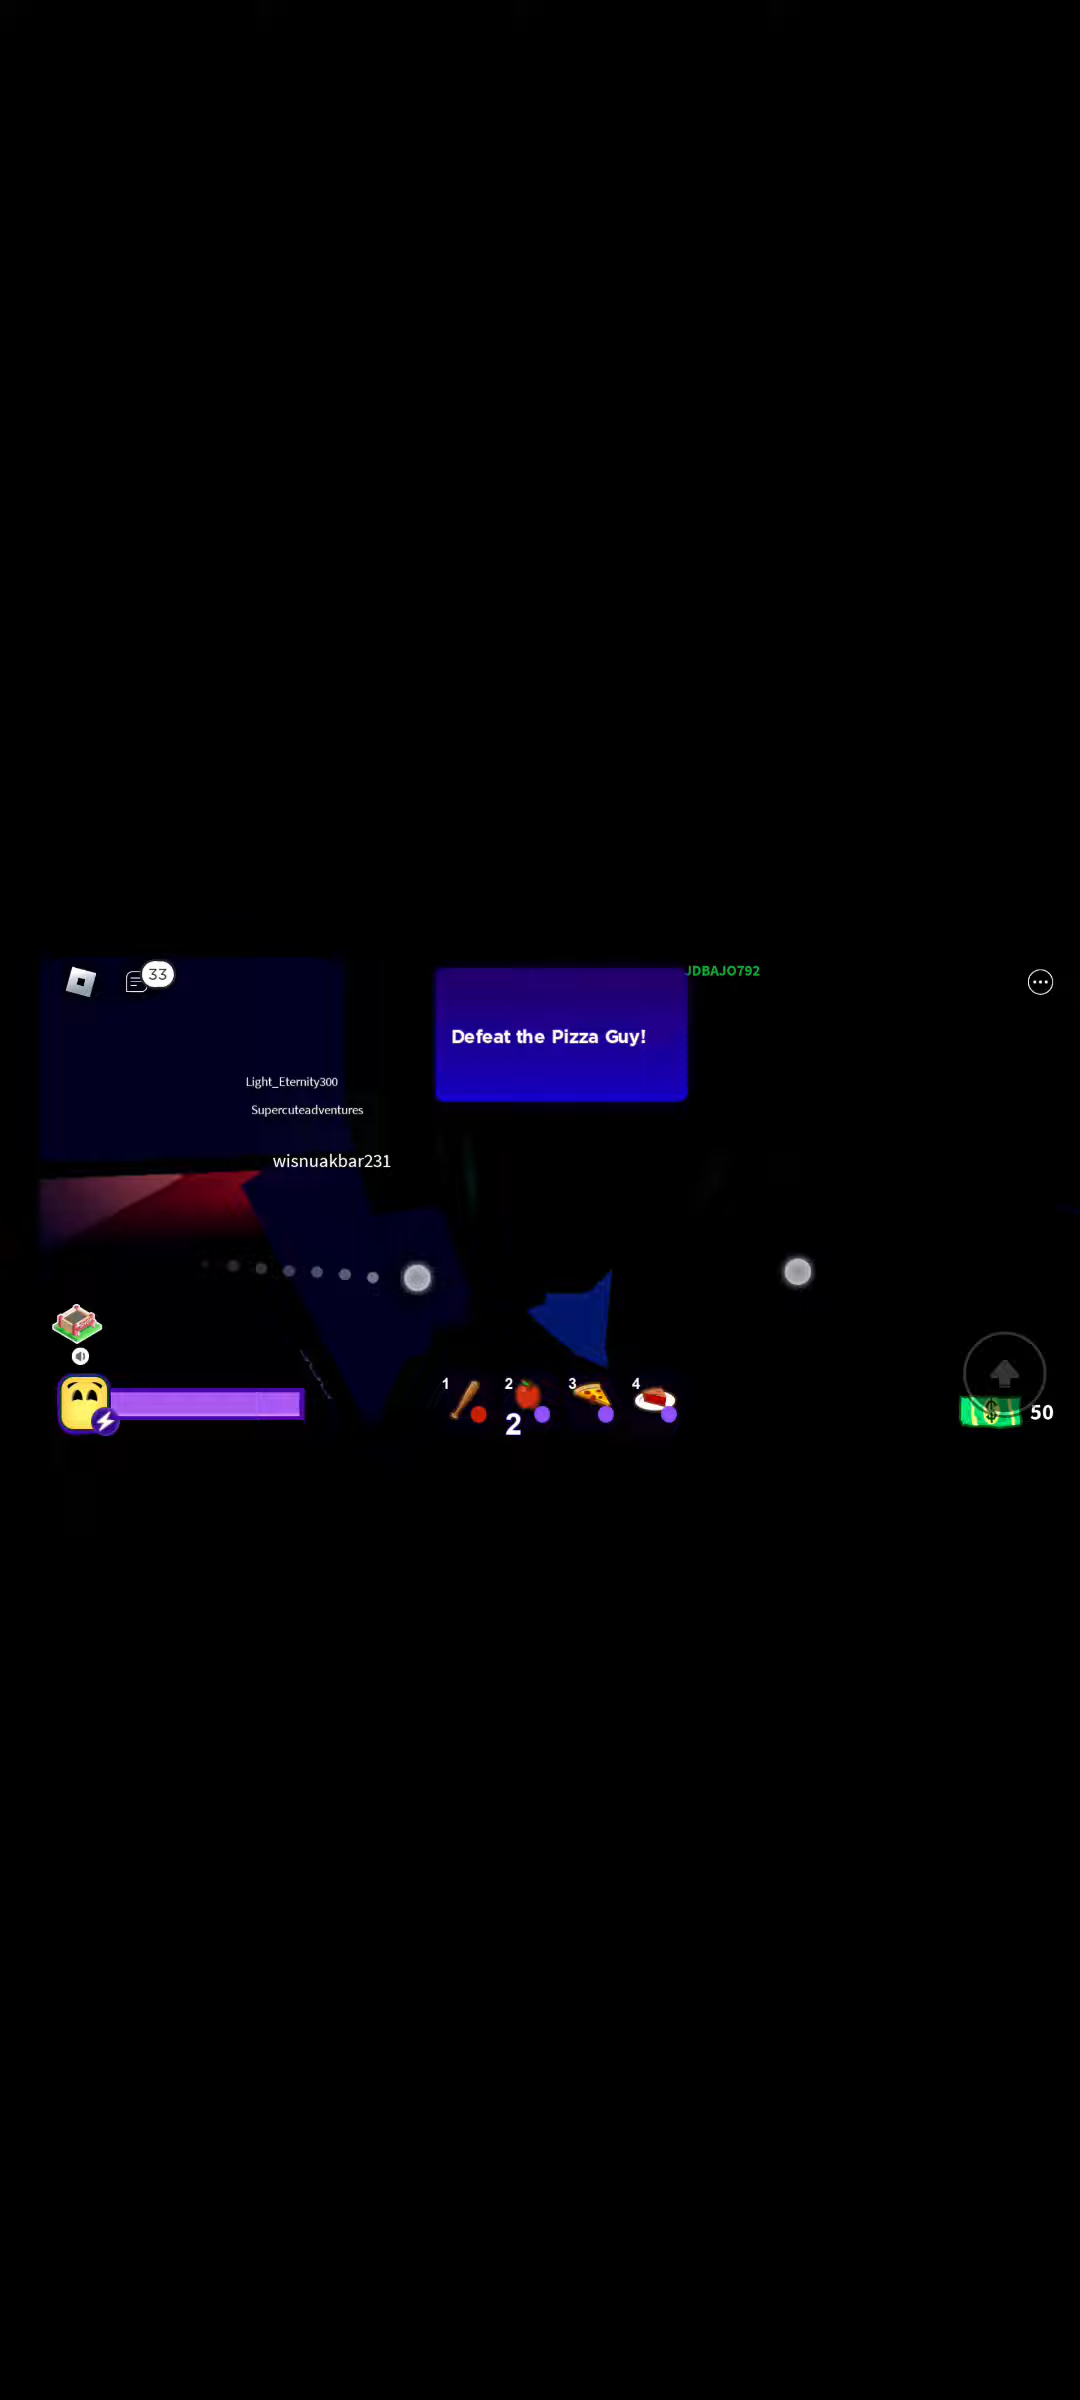 33
JDBAJO792
Defeat the Pizza Guy!
Light_Eternity300
Supercuteadventures
wisnuakbar231
1 2 3 4
2
$ 50